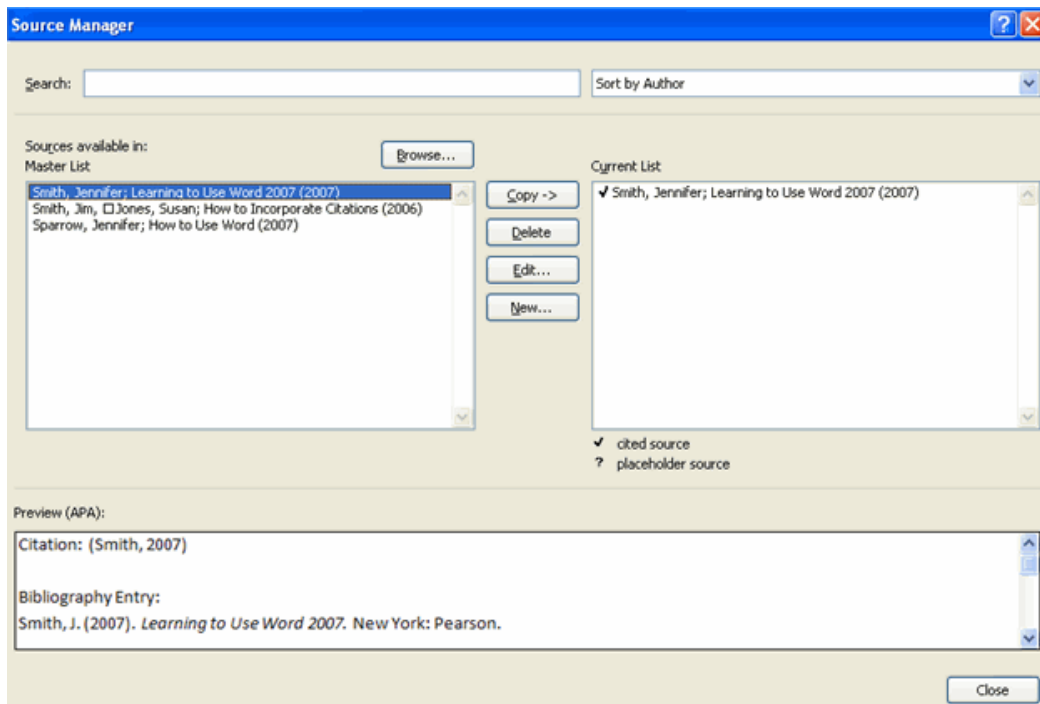 Source Manager
Search:
Sort by Author
Sources available in:
Master List
Browse...
Current List
Smith, Jennifer; Learning to Use Word 2007 (2007)
Smith, Jim, □Jones, Susan; How to Incorporate Citations (2006)
Sparrow, Jennifer; How to Use Word (2007)
Copy ->
Delete
Edit...
New...
✓ Smith, Jennifer; Learning to Use Word 2007 (2007)
✓ cited source
? placeholder source
Preview (APA):
Citation: (Smith, 2007)
Bibliography Entry:
Smith, J. (2007). Learning to Use Word 2007. New York: Pearson.
Close